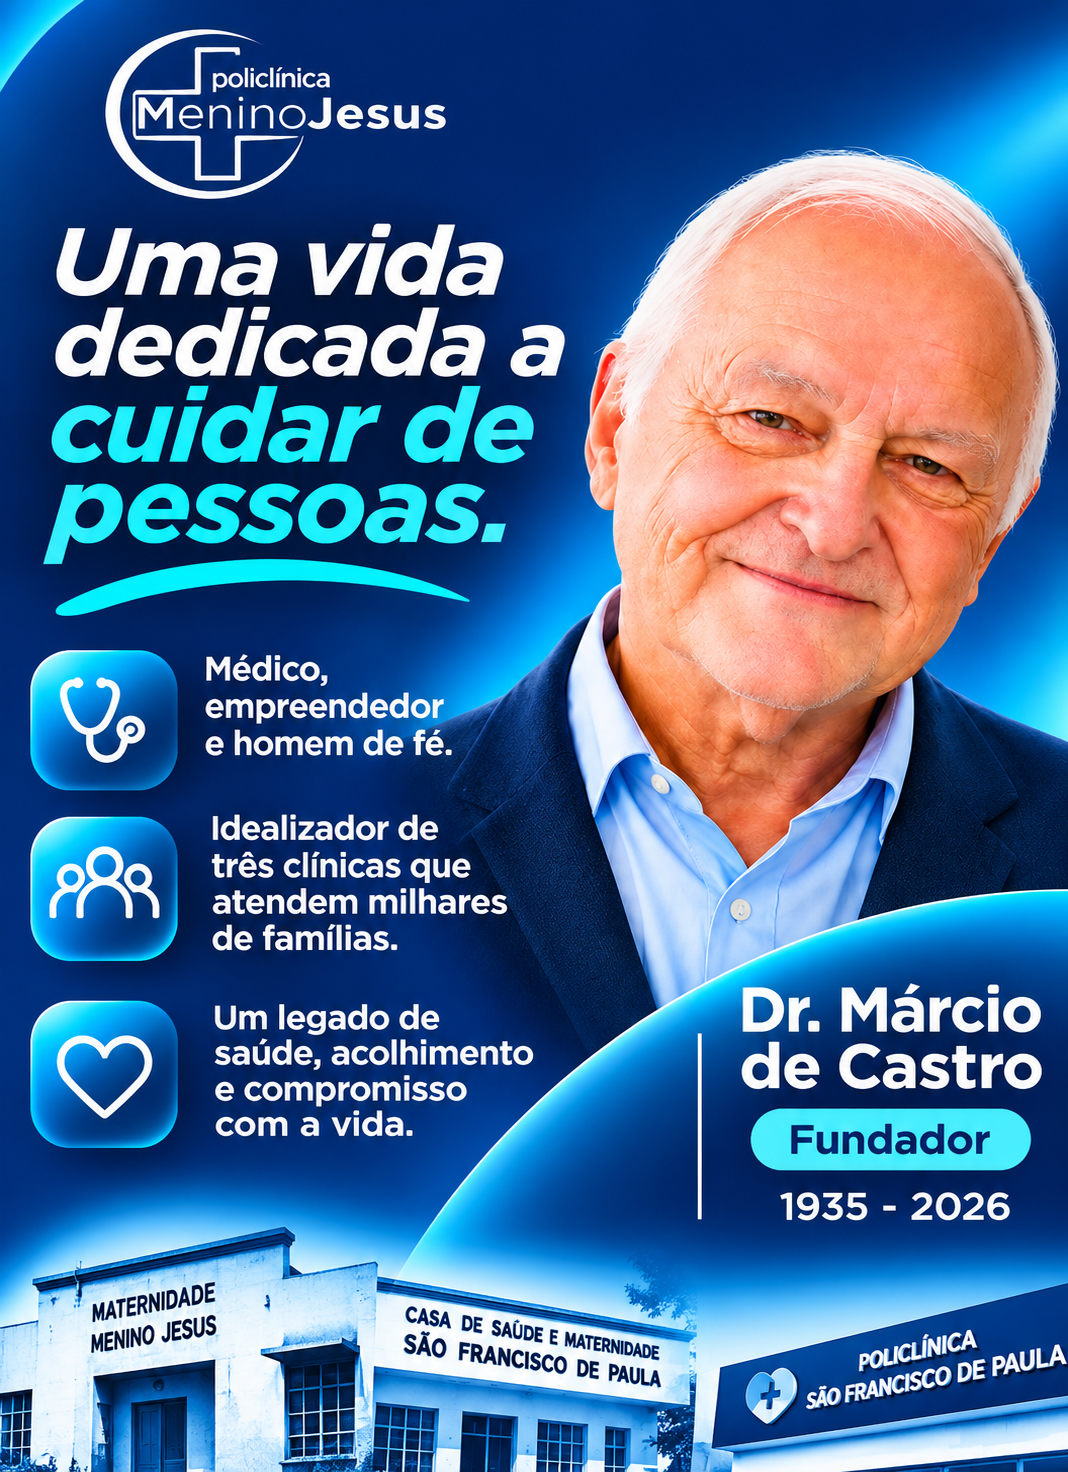 policlínica
MeninoJesus
Uma vida
dedicada a
cuidar de
pessoas.
Médico,
empreendedor
e homem de fé.
Idealizador de
três clínicas que
atendem milhares
de famílias.
Um legado de
saúde, acolhimento
e compromisso
com a vida.
Dr. Márcio
de Castro
Fundador
1935 - 2026
MATERNIDADE
MENINO JESUS
CASA DE SAÚDE E MATERNIDADE
SÃO FRANCISCO DE PAULA
POLICLÍNICA
SÃO FRANCISCO DE PAULA